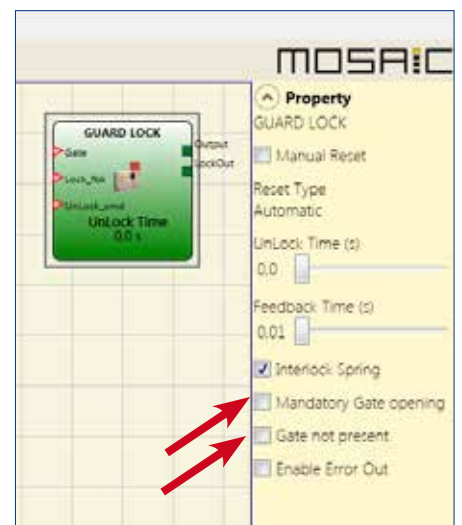 MOSAIC
Property
GUARD LOCK
Manual Reset
Reset Type
Automatic
UnLock Time (s)
0,0
Feedback Time (s)
0,01
Interlock Spring
Mandatory Gate opening
Gate not present
Enable Error Out
GUARD LOCK
Gate
Output
Lock_NA
LockOut
UnLock_cmd
UnLock Time
0,0 s